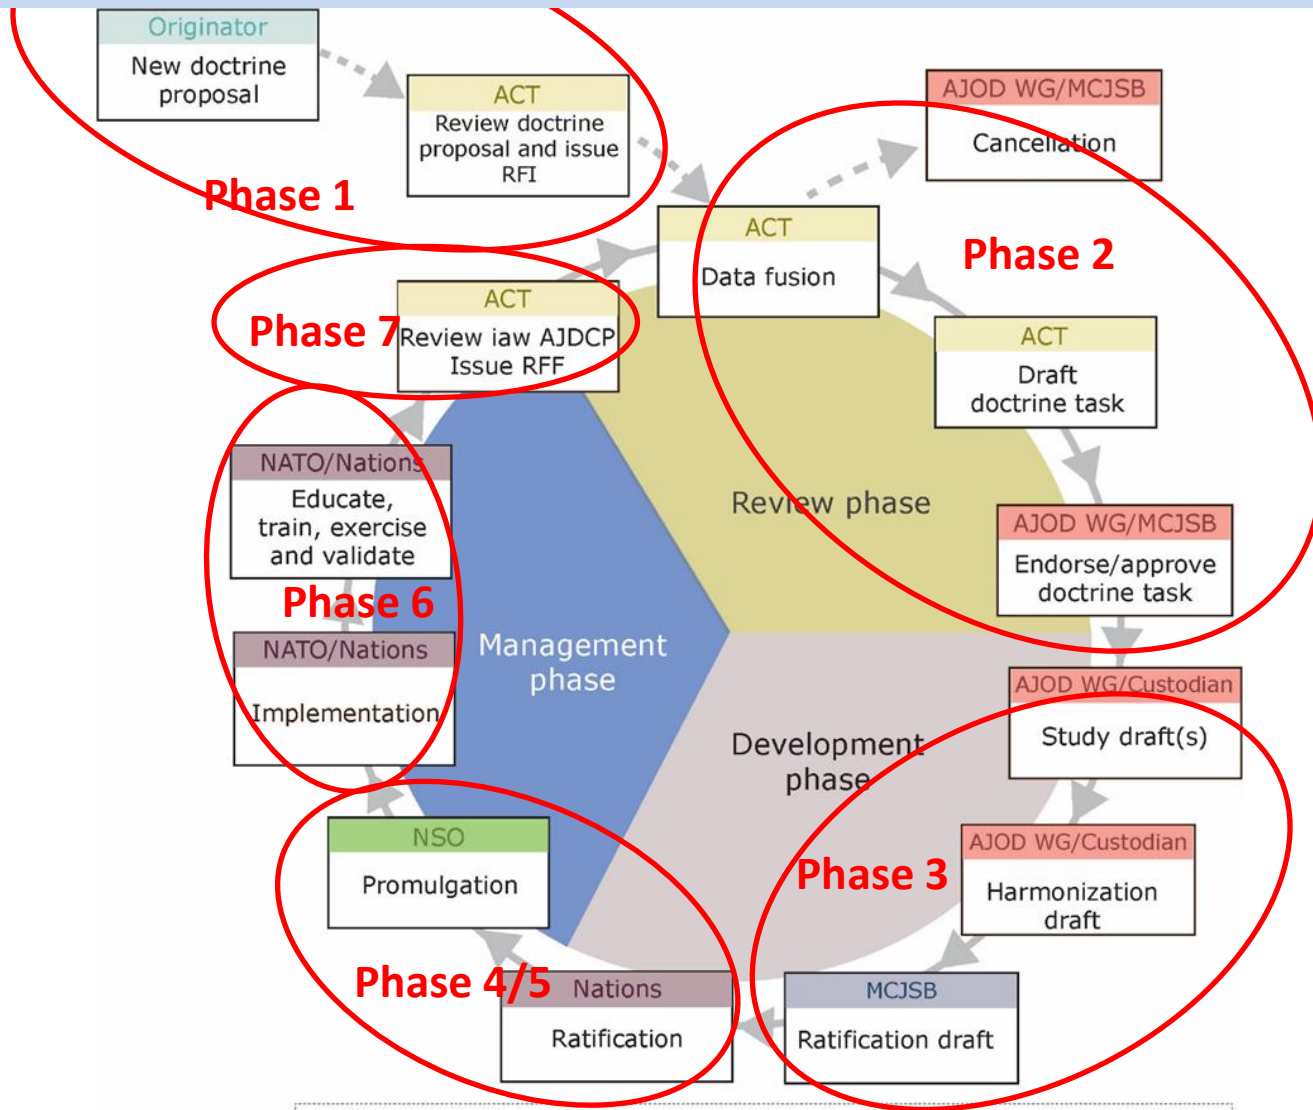 Originator
New doctrine
proposal
ACT
Review doctrine
proposal and issue
RFI
Phase 1
AJOD WG/MCJSB
Cancellation
ACT
Data fusion
Phase 2
ACT
Draft
doctrine task
AJOD WG/MCJSB
Endorse/approve
doctrine task
Review phase
AJOD WG/Custodian
Study draft(s)
AJOD WG/Custodian
Harmonization
draft
Phase 3
Development
phase
MCJSB
Ratification draft
Nations
Ratification
Phase 4/5
NSO
Promulgation
Management
phase
NATO/Nations
Implementation
Phase 6
NATO/Nations
Educate,
train, exercise
and validate
Phase 7
ACT
Review iaw AJDCP
Issue RFF